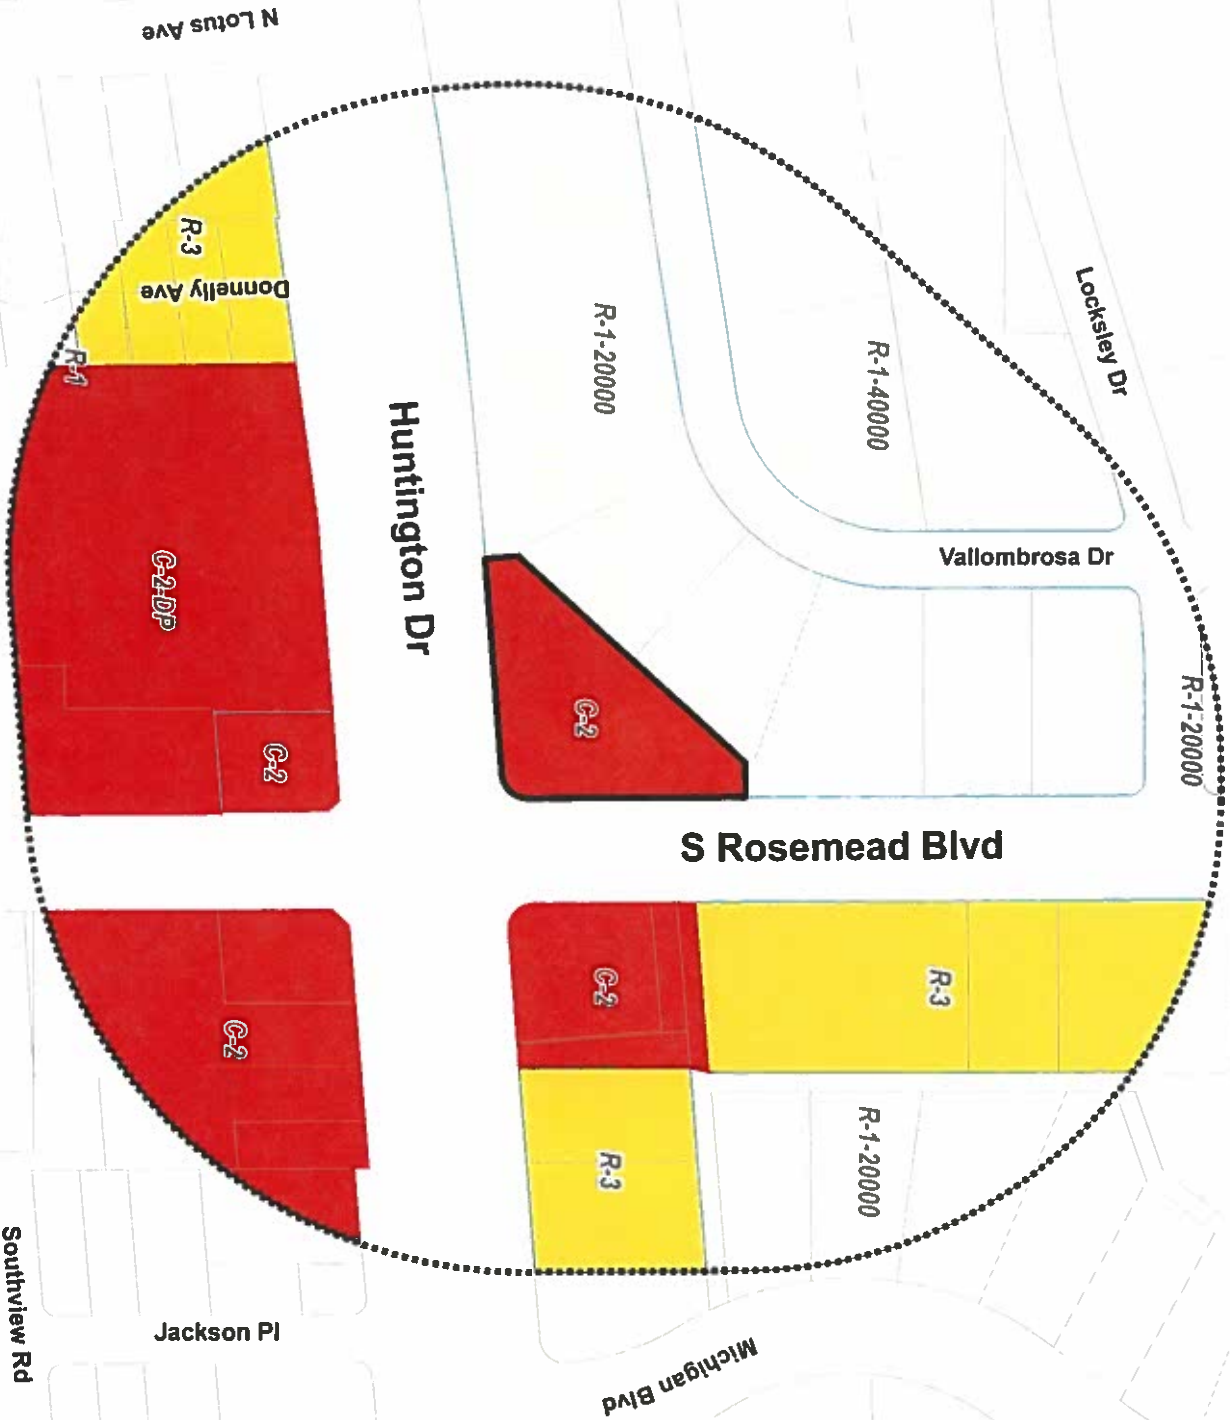 N Lotus Ave
R-3
Donnelly Ave
R-1
Locksley Dr
R-1-20000
R-1-40000
Huntington Dr
Vallombrosa Dr
C-2-DP
C-2
C-2
R-1-20000
S Rosemead Blvd
C-2
C-2
R-3
R-3
R-1-20000
Southview Rd
Jackson Pl
Michigan Blvd